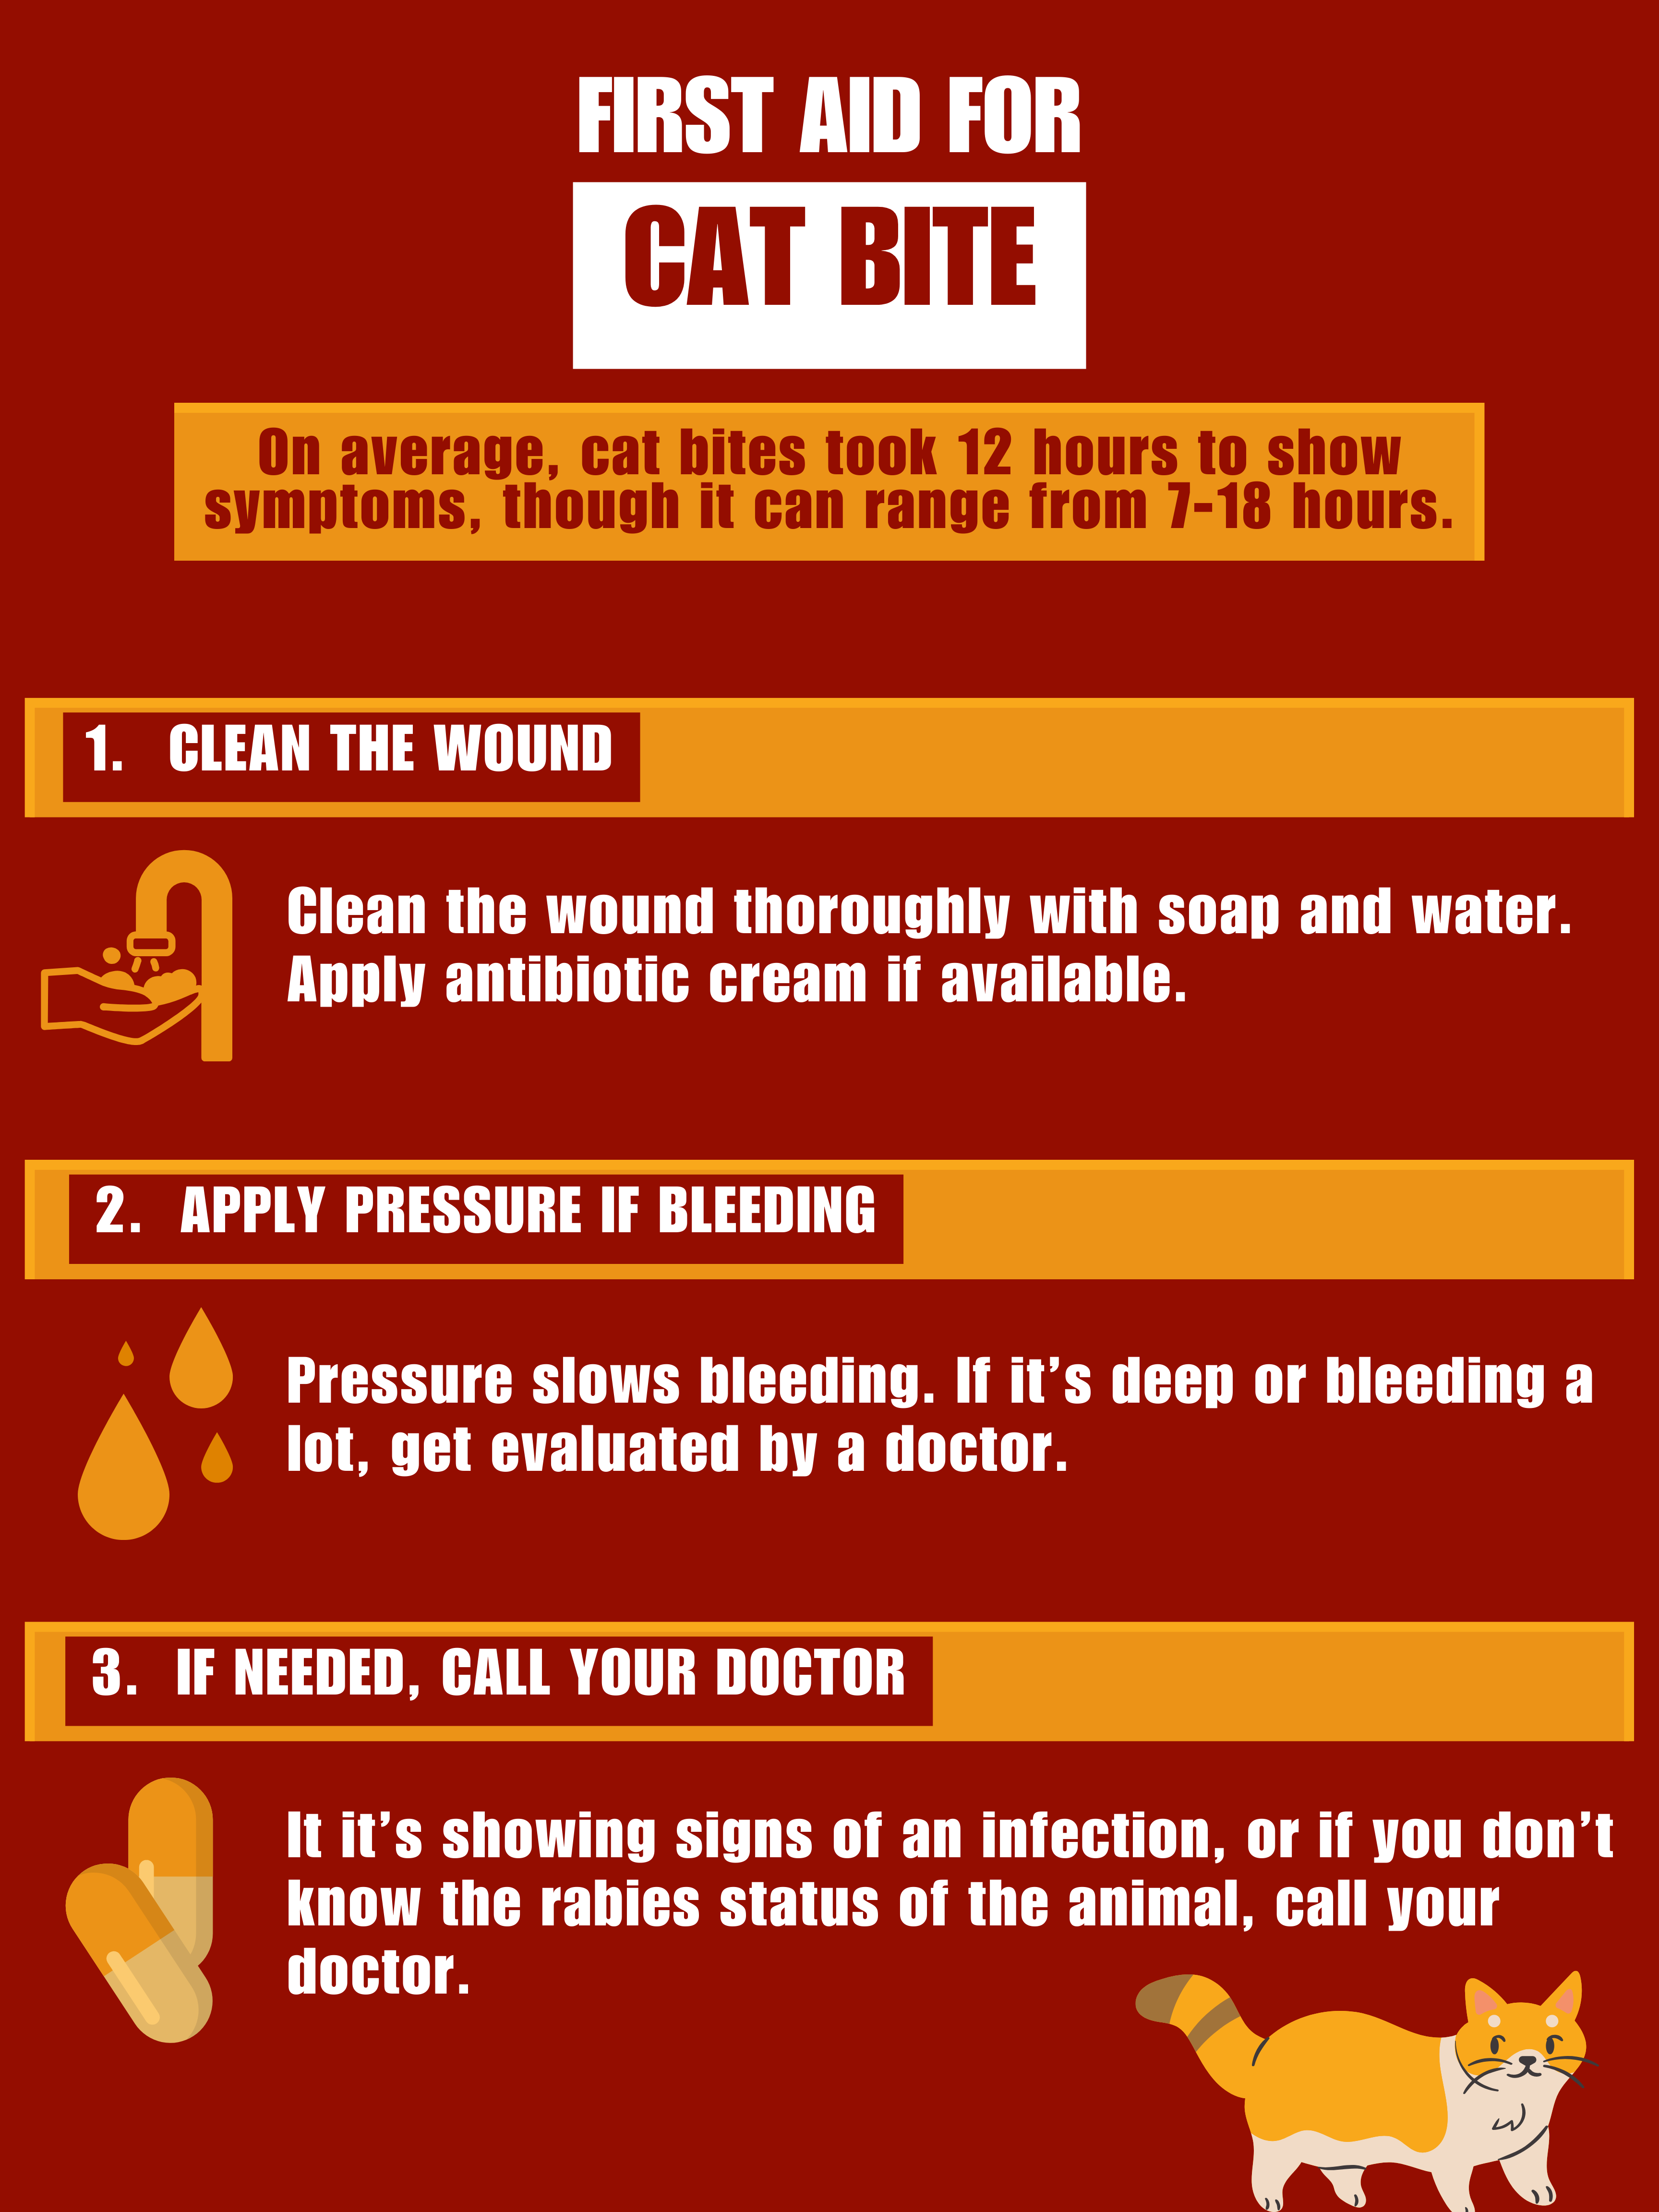 FIRST AID FOR
CAT BITE
On average, cat bites took 12 hours to show
symptoms, though it can range from 7-18 hours.
1. CLEAN THE WOUND
Clean the wound thoroughly with soap and water.
Apply antibiotic cream if available.
2. APPLY PRESSURE IF BLEEDING
Pressure slows bleeding. If it’s deep or bleeding a
lot, get evaluated by a doctor.
3. IF NEEDED, CALL YOUR DOCTOR
It it’s showing signs of an infection, or if you don’t
know the rabies status of the animal, call your
doctor.